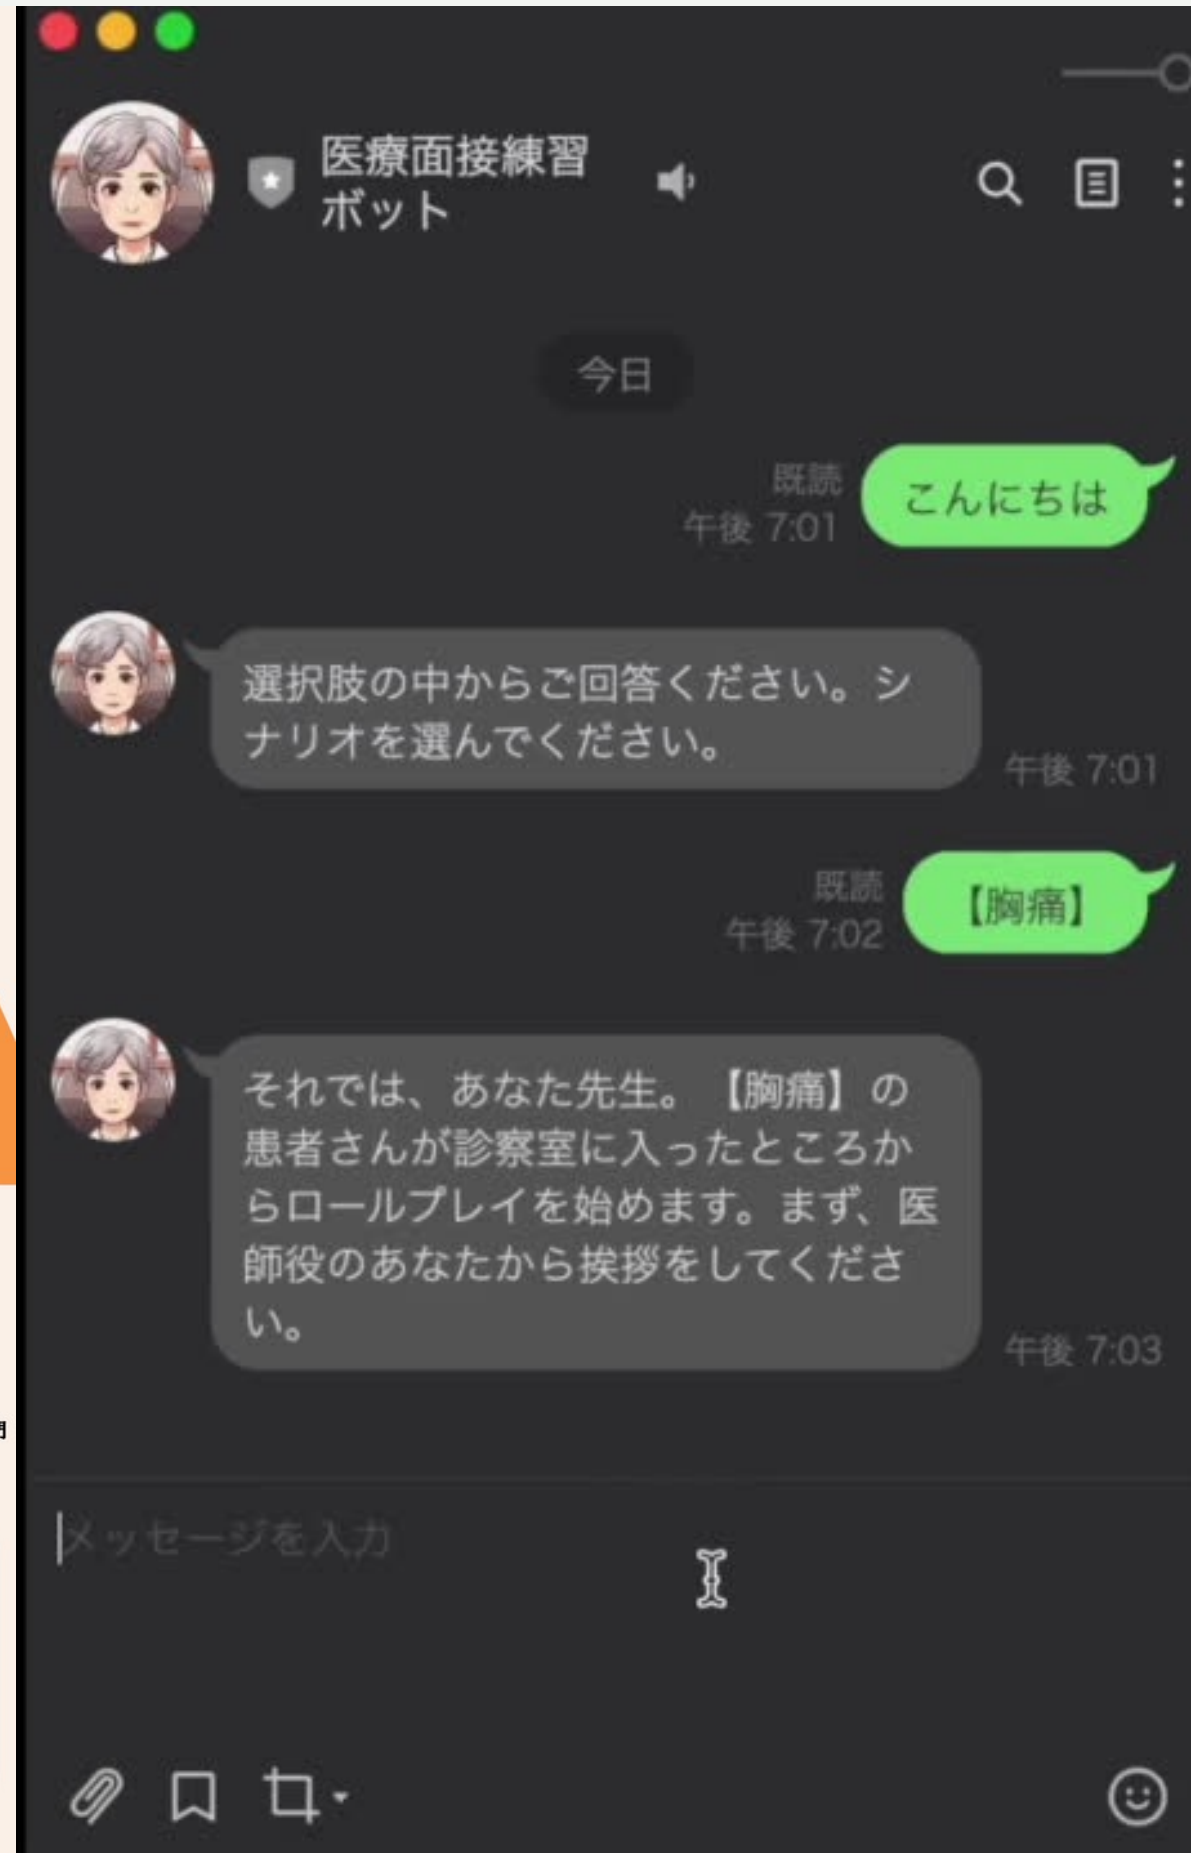 医療面接練習
ボット
今日
既読
午後 7:01
こんにちは
選択肢の中からご回答ください。シ
ナリオを選んでください。
午後 7:01
既読
午後 7:02
【胸痛】
それでは、あなた先生。【胸痛】の
患者さんが診察室に入ったところか
らロールプレイを始めます。まず、医
師役のあなたから挨拶をしてくださ
い。
午後 7:03
メッセージを入力